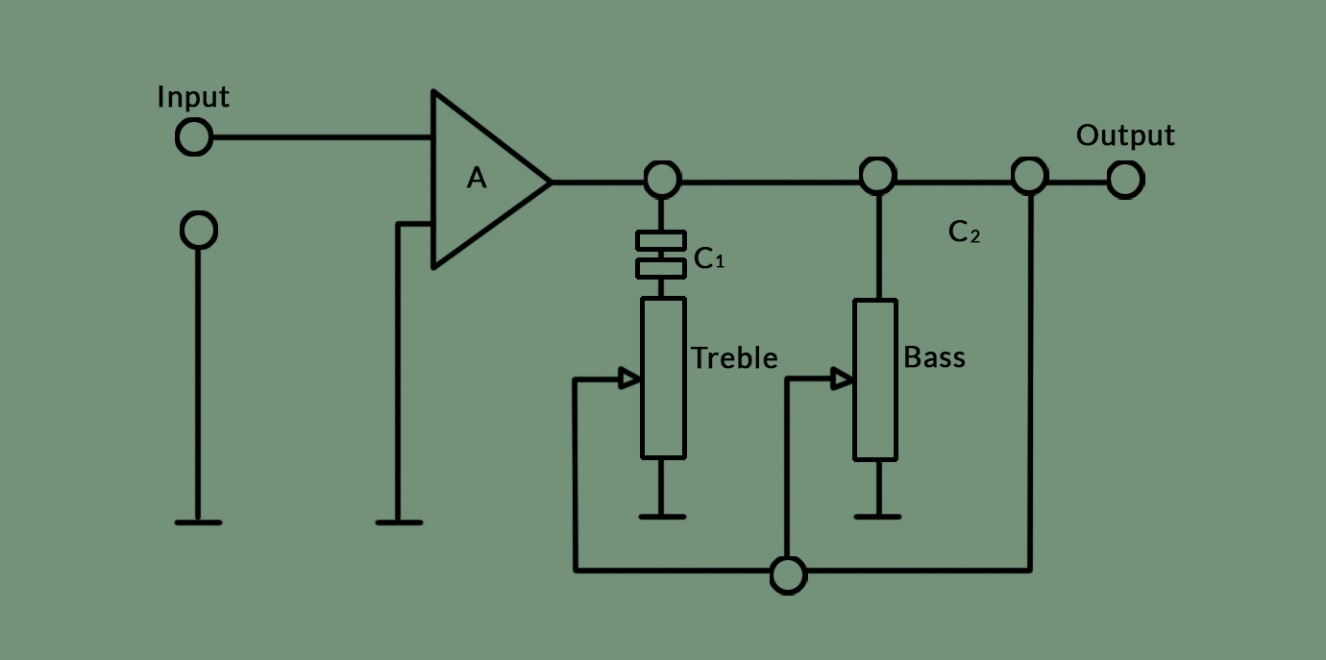 Input
Output
A
C₂
C₁
Treble
Bass